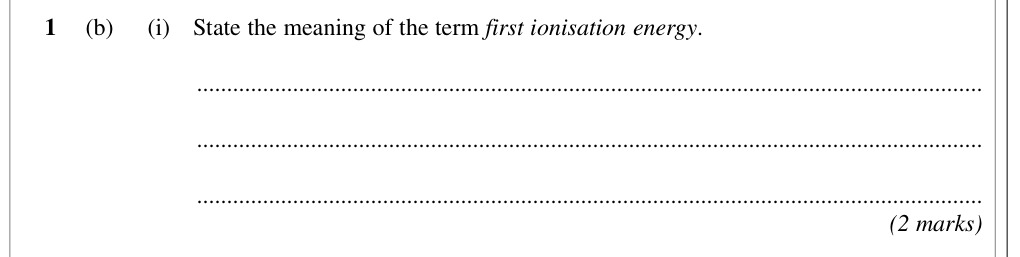 1 (b) (i) State the meaning of the term first ionisation energy.
(2 marks)